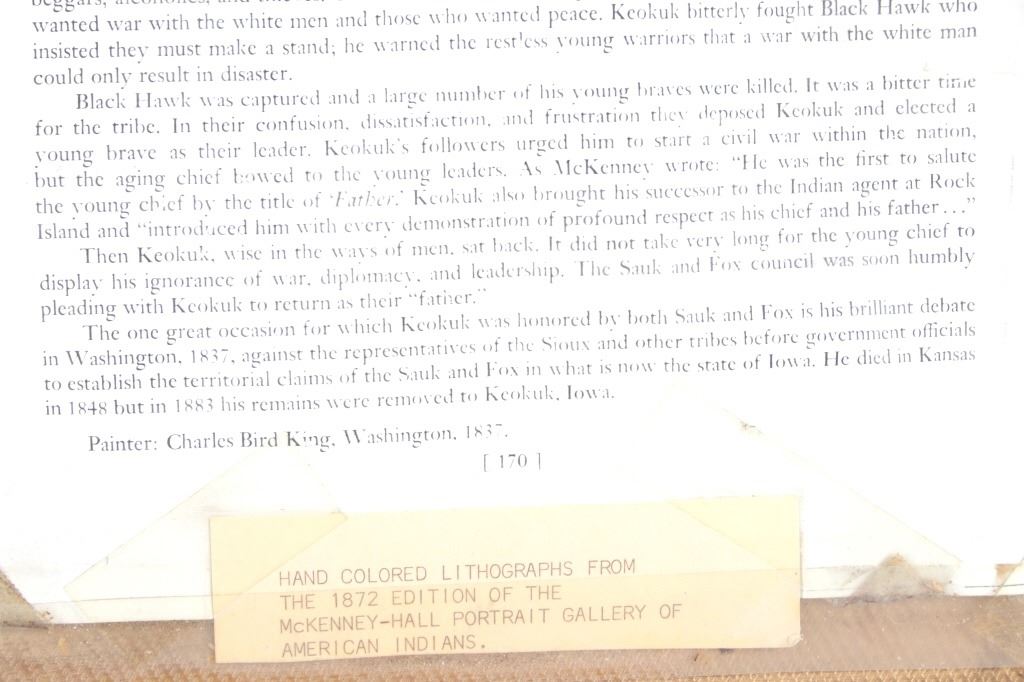 beggars, alcoholics, and thieves.
wanted war with the white men and those who wanted peace. Keokuk bitterly fought Black Hawk who
insisted they must make a stand; he warned the restless young warriors that a war with the white man
could only result in disaster.
Black Hawk was captured and a large number of his young braves were killed. It was a bitter time
for the tribe. In their confusion, dissatisfaction, and frustration they deposed Keokuk and elected a
young brave as their leader. Keokuk's followers urged him to start a civil war within the nation,
but the aging chief bowed to the young leaders. As McKenney wrote: "He was the first to salute
the young chief by the title of 'Father.' Keokuk also brought his successor to the Indian agent at Rock
Island and "introduced him with every demonstration of profound respect as his chief and his father..."
Then Keokuk, wise in the ways of men, sat back. It did not take very long for the young chief to
display his ignorance of war, diplomacy, and leadership. The Sauk and Fox council was soon humbly
pleading with Keokuk to return as their "father."
The one great occasion for which Keokuk was honored by both Sauk and Fox is his brilliant debate
in Washington, 1837, against the representatives of the Sioux and other tribes before government officials
to establish the territorial claims of the Sauk and Fox in what is now the state of Iowa. He died in Kansas
in 1848 but in 1883 his remains were removed to Keokuk, Iowa.
Painter: Charles Bird King, Washington, 1837.
[ 170 ]
HAND COLORED LITHOGRAPHS FROM
THE 1872 EDITION OF THE
McKENNEY-HALL PORTRAIT GALLERY OF
AMERICAN INDIANS.